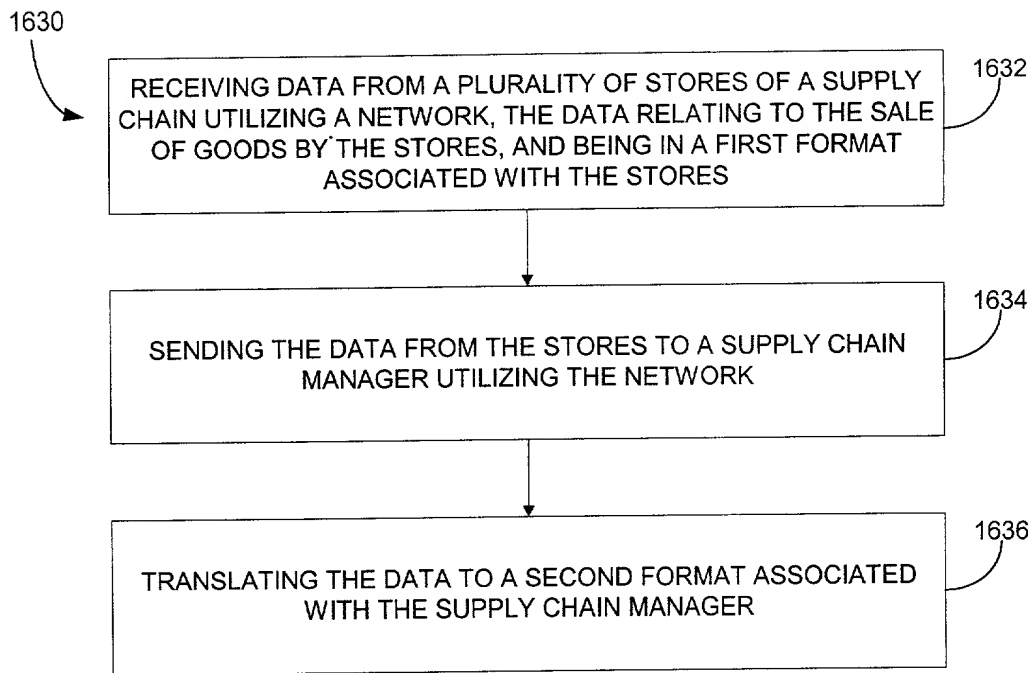 1630
RECEIVING DATA FROM A PLURALITY OF STORES OF A SUPPLY
CHAIN UTILIZING A NETWORK, THE DATA RELATING TO THE SALE
OF GOODS BY THE STORES, AND BEING IN A FIRST FORMAT
ASSOCIATED WITH THE STORES
1632
SENDING THE DATA FROM THE STORES TO A SUPPLY CHAIN
MANAGER UTILIZING THE NETWORK
1634
TRANSLATING THE DATA TO A SECOND FORMAT ASSOCIATED
WITH THE SUPPLY CHAIN MANAGER
1636